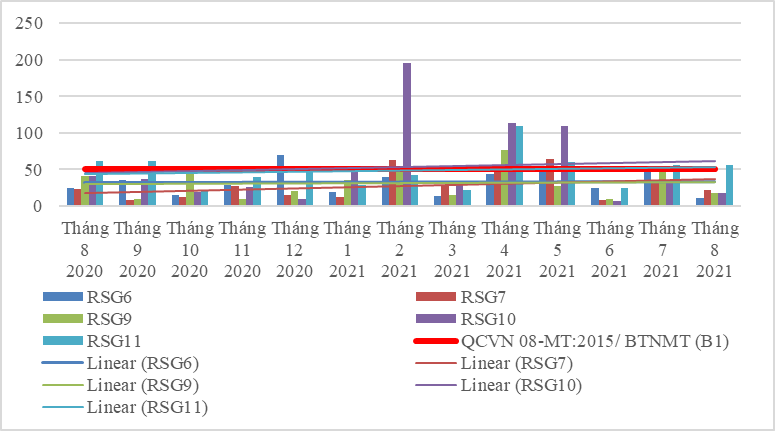 250
200
150
100
50
0
Tháng Tháng Tháng Tháng Tháng Tháng Tháng Tháng Tháng Tháng Tháng Tháng Tháng
8 9 10 11 12 1 2 3 4 5 6 7 8
2020 2020 2020 2020 2020 2021 2021 2021 2021 2021 2021 2021 2021
RSG6 RSG7
RSG9 RSG10
RSG11 QCVN 08-MT:2015/ BTNMT (B1)
Linear (RSG6) Linear (RSG7)
Linear (RSG9) Linear (RSG10)
Linear (RSG11)